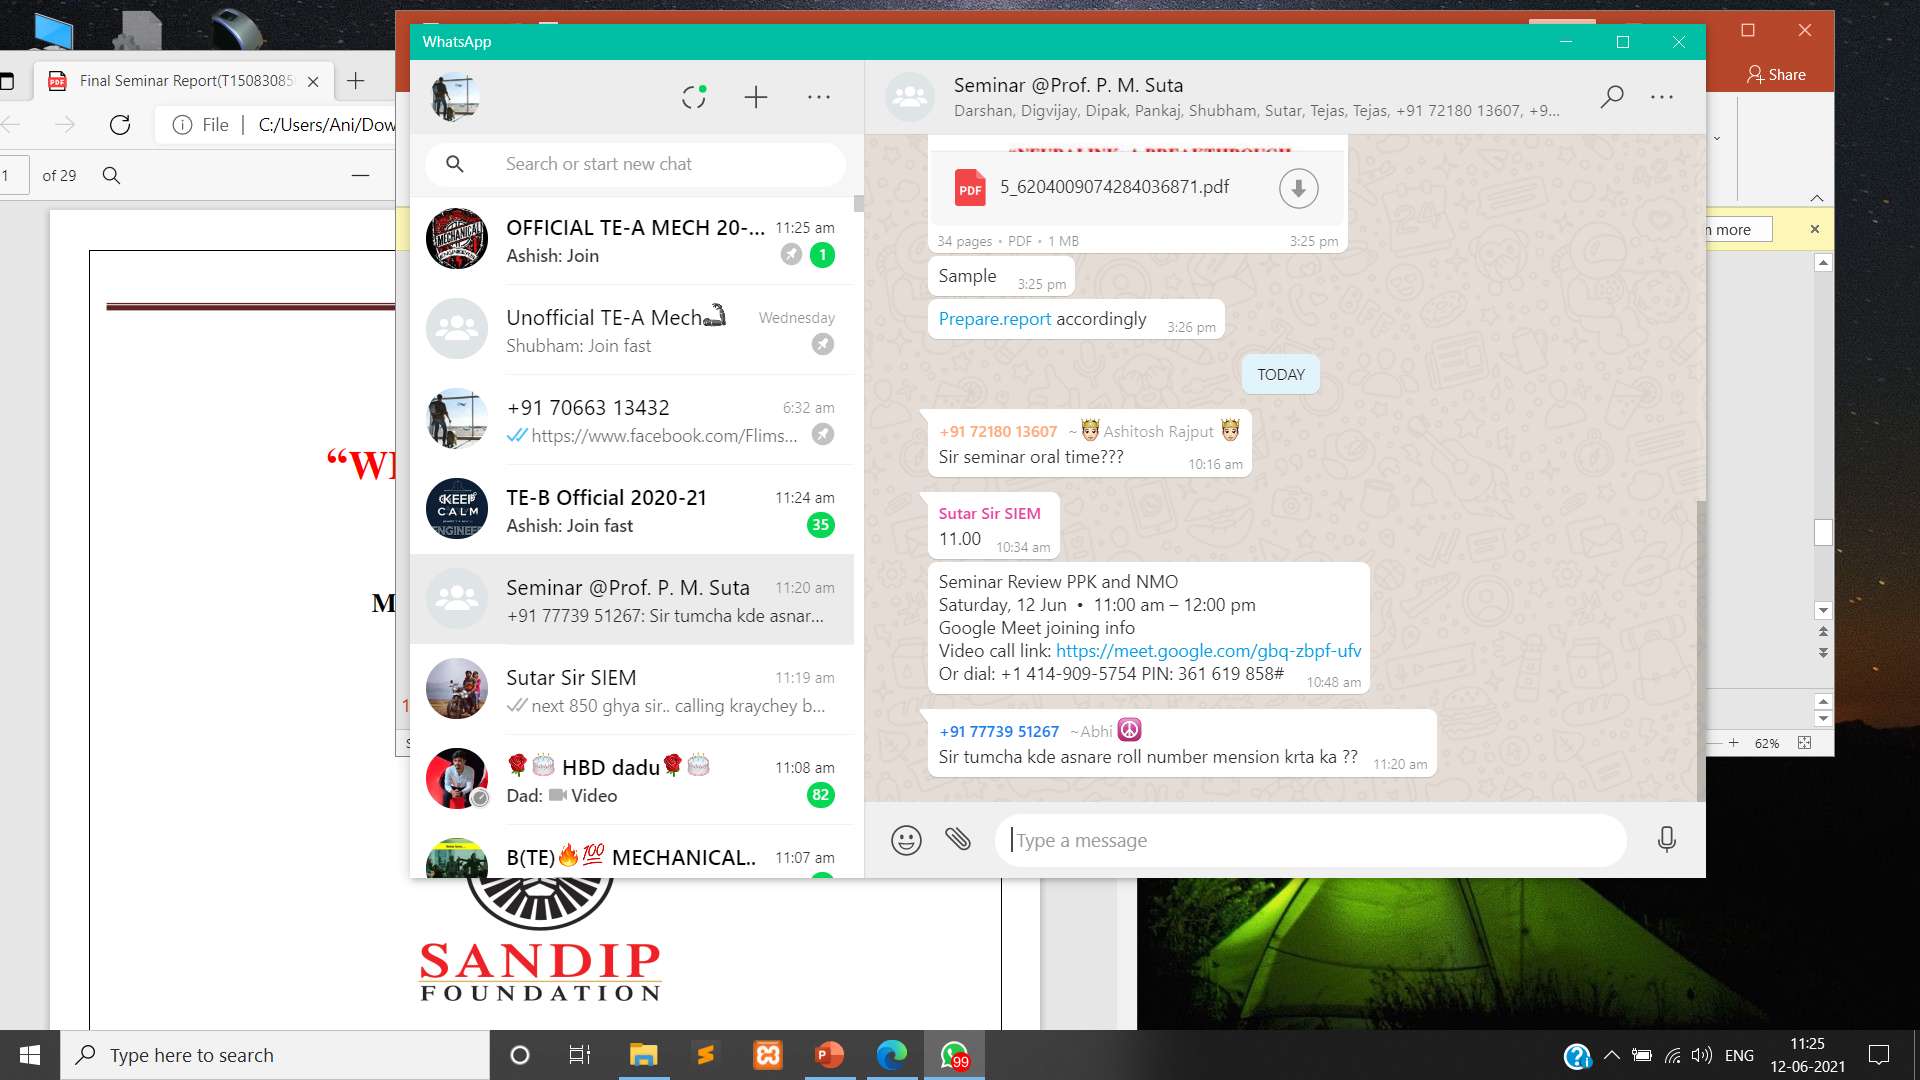 WhatsApp
Share
Final Seminar Report(T15083085
File
C:/Users/Ani/Dow
1
of 29
Search or start new chat
OFFICIAL TE-A MECH 20-...
11:25 am
Ashish: Join
1
Unofficial TE-A Mech
Wednesday
Shubham: Join fast
+91 70663 13432
6:32 am
https://www.facebook.com/Flims...
KEEP
CALM
ENGINEE
TE-B Official 2020-21
11:24 am
Ashish: Join fast
35
Seminar @Prof. P. M. Suta
11:20 am
+91 77739 51267: Sir tumcha kde asnar...
Sutar Sir SIEM
11:19 am
next 850 ghya sir.. calling kraychey b...
🌹🎂 HBD dadu🌹🎂
11:08 am
Dad: Video
82
B(TE)🔥💯 MECHANICAL..
11:07 am
Seminar @Prof. P. M. Suta
Darshan, Digvijay, Dipak, Pankaj, Shubham, Sutar, Tejas, Tejas, +91 72180 13607, +9...
PDF
5_6204009074284036871.pdf
34 pages • PDF • 1 MB
3:25 pm
Sample
3:25 pm
Prepare.report accordingly
3:26 pm
TODAY
+91 72180 13607 ~🤴Ashitosh Rajput 🤴
Sir seminar oral time???
10:16 am
Sutar Sir SIEM
11.00
10:34 am
Seminar Review PPK and NMO
Saturday, 12 Jun • 11:00 am – 12:00 pm
Google Meet joining info
Video call link: https://meet.google.com/gbq-zbpf-ufv
Or dial: +1 414-909-5754 PIN: 361 619 858#
10:48 am
+91 77739 51267 ~Abhi ☮
Sir tumcha kde asnare roll number mension krta ka ??
11:20 am
Type a message
n more
62%
“WI
M
SANDIP
FOUNDATION
Type here to search
99
ENG
11:25
12-06-2021